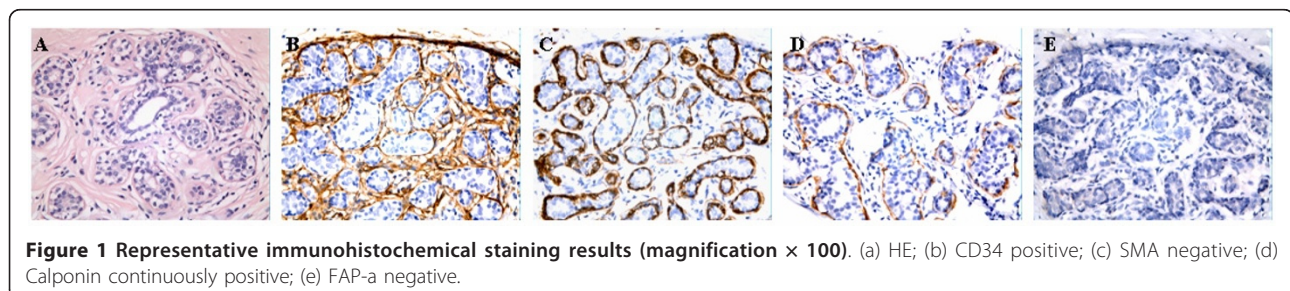 A B C D E
Figure 1 Representative immunohistochemical staining results (magnification × 100). (a) HE; (b) CD34 positive; (c) SMA negative; (d)
Calponin continuously positive; (e) FAP-a negative.